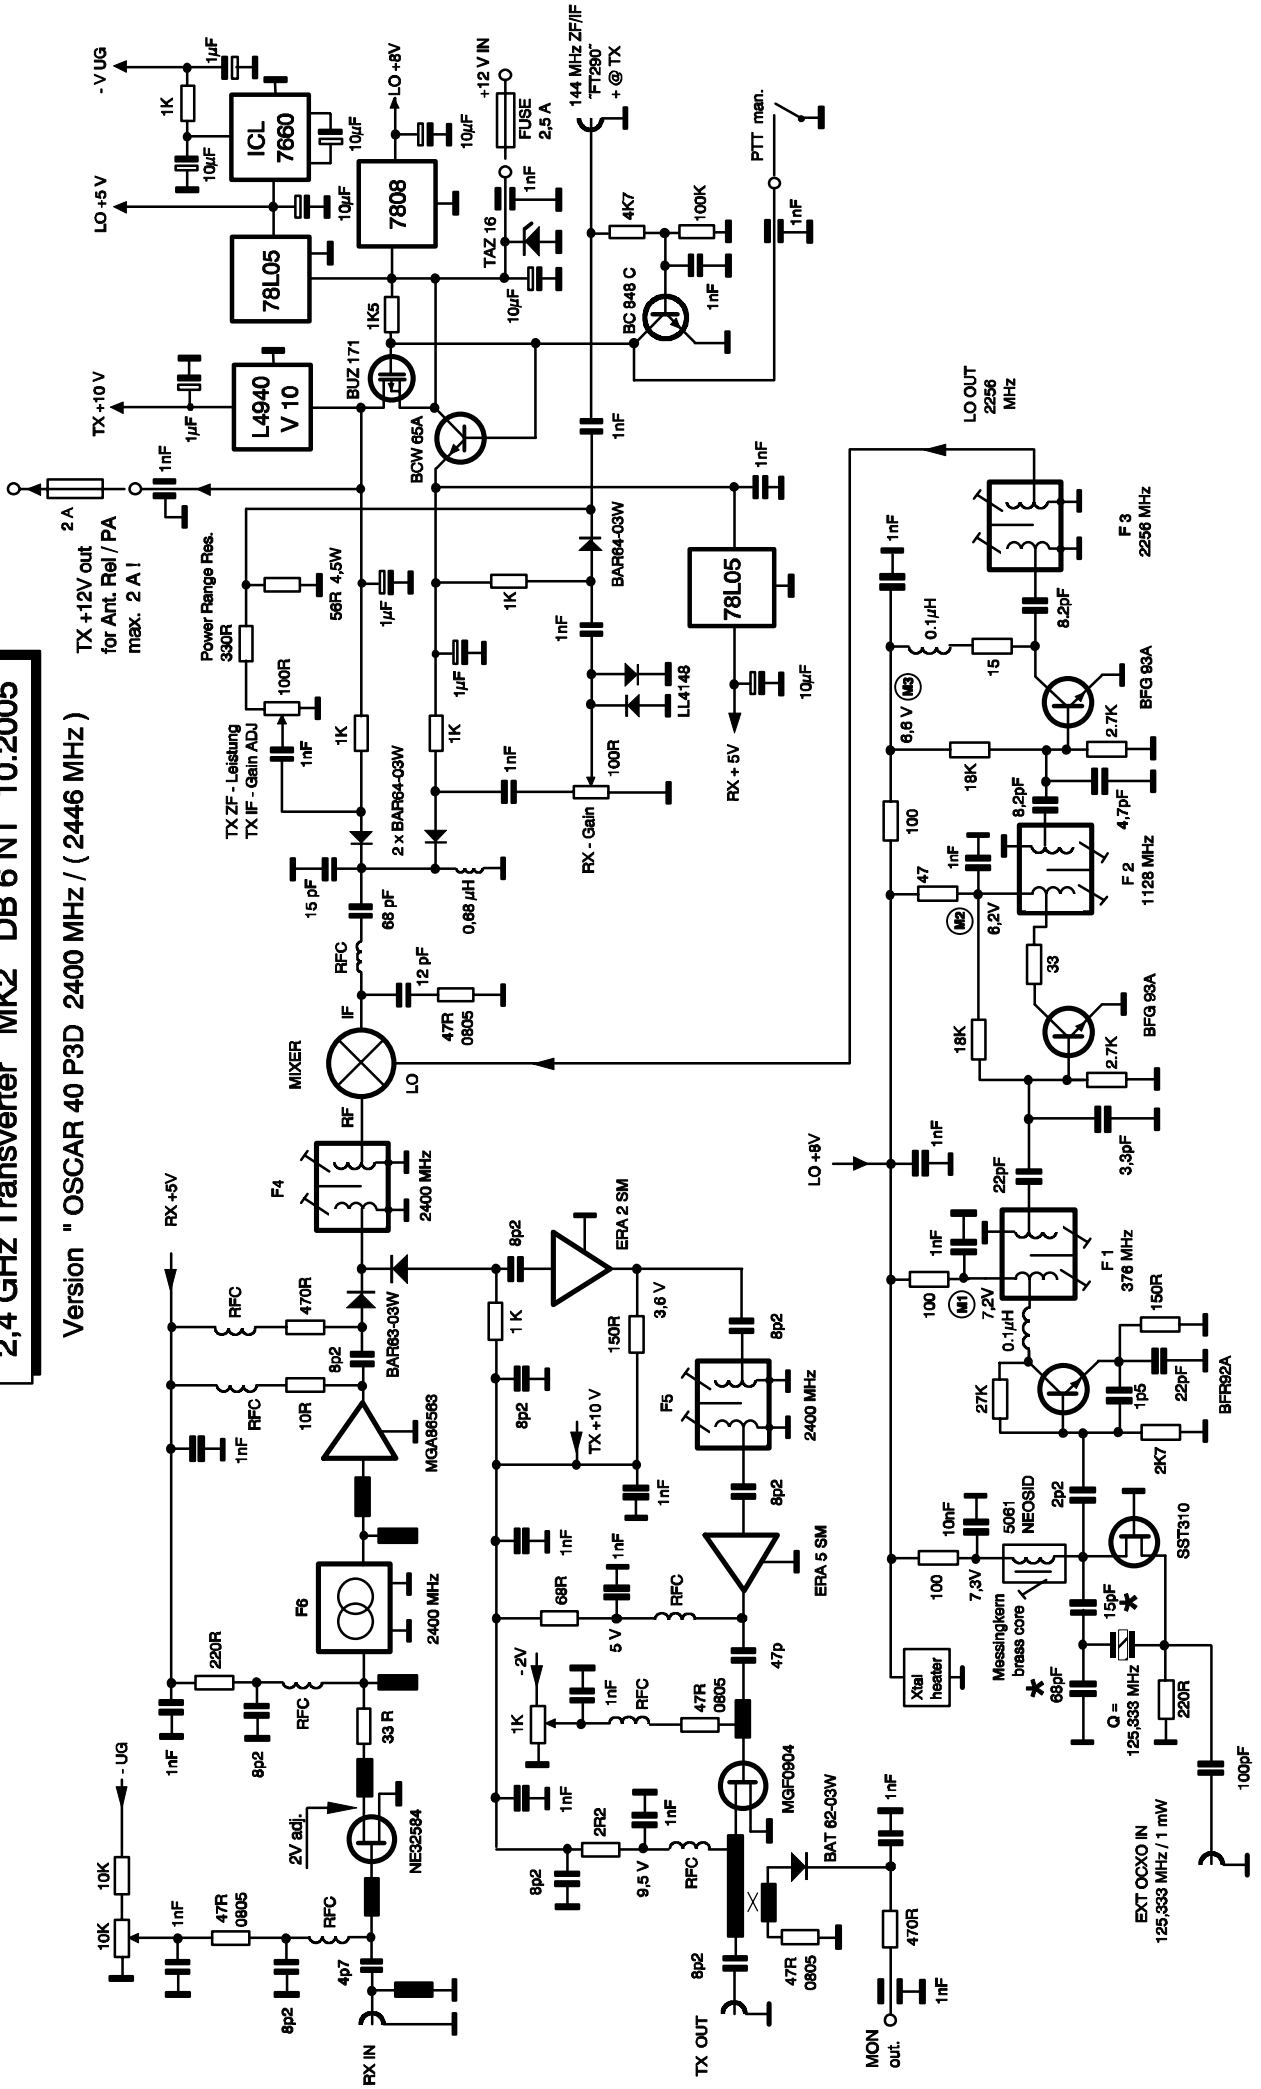 2,4 GHz Transverter MK2 DB 6 NT 10.2005
Version " OSCAR 40 P3D 2400 MHz / ( 2446 MHz )
- UG
10K
10K
1nF
47R
0805
8p2
RFC
4p7
RX IN
2V adj.
NE32584
33 R
1nF
220R
8p2
RFC
F6
2400 MHz
1nF
RFC
10R
8p2
MGA86563
RFC
470R
BAR63-03W
RX +5V
F4
2400 MHz
RF
MIXER
LO
IF
12 pF
47R
0805
RFC
68 pF
15 pF
0,68 µH
2 x BAR64-03W
TX ZF - Leistung
TX IF - Gain ADJ
1nF
100R
330R
Power Range Res.
56R 4,5W
1K
1µF
1K
1µF
1nF
RX - Gain
100R
LL4148
1nF
1K
BAR64-03W
1nF
TX +12V out
for Ant. Rel / PA
max. 2 A !
2 A
1nF
TX +10 V
1µF
L4940
V 10
BUZ 171
BCW 65A
1K5
78L05
LO +5 V
10µF
10µF
ICL
7660
10µF
1K
- V UG
1µF
7808
LO +8V
10µF
10µF
TAZ 16
1nF
FUSE
2,5 A
+12 V IN
144 MHz ZF/IF
"FT290"
+ @ TX
4K7
100K
BC 848 C
1nF
PTT man.
1nF
RX + 5V
10µF
78L05
1nF
8p2
ERA 2 SM
1 K
150R
3,6 V
8p2
8p2
TX +10 V
1nF
F5
2400 MHz
8p2
ERA 5 SM
1nF
68R
1nF
5 V
RFC
47p
- 2V
1K
1nF
RFC
47R
0805
MGF0904
1nF
2R2
8p2
9,5 V
1nF
RFC
8p2
TX OUT
47R
0805
BAT 62-03W
1nF
470R
1nF
MON
out.
LO OUT
2256
MHz
F 3
2256 MHz
8.2pF
1nF
0.1µH
15
BFG 93A
6,6 V
M3
18K
2.7K
4,7pF
8,2pF
100
F 2
1128 MHz
47
1nF
M2
6,2V
33
BFG 93A
18K
2.7K
3,3pF
22pF
LO +8V
1nF
F 1
376 MHz
100
1nF
M1
7,2V
0.1µH
150R
22pF
1p5
BFR92A
27K
2K7
2p2
SST310
10nF
100
7,3V
5061
NEOSID
Messingkern
brass core
15pF
*
68pF
*
Q =
125,333 MHz
220R
Xtal
heater
100pF
EXT OCXO IN
125,333 MHz / 1 mW